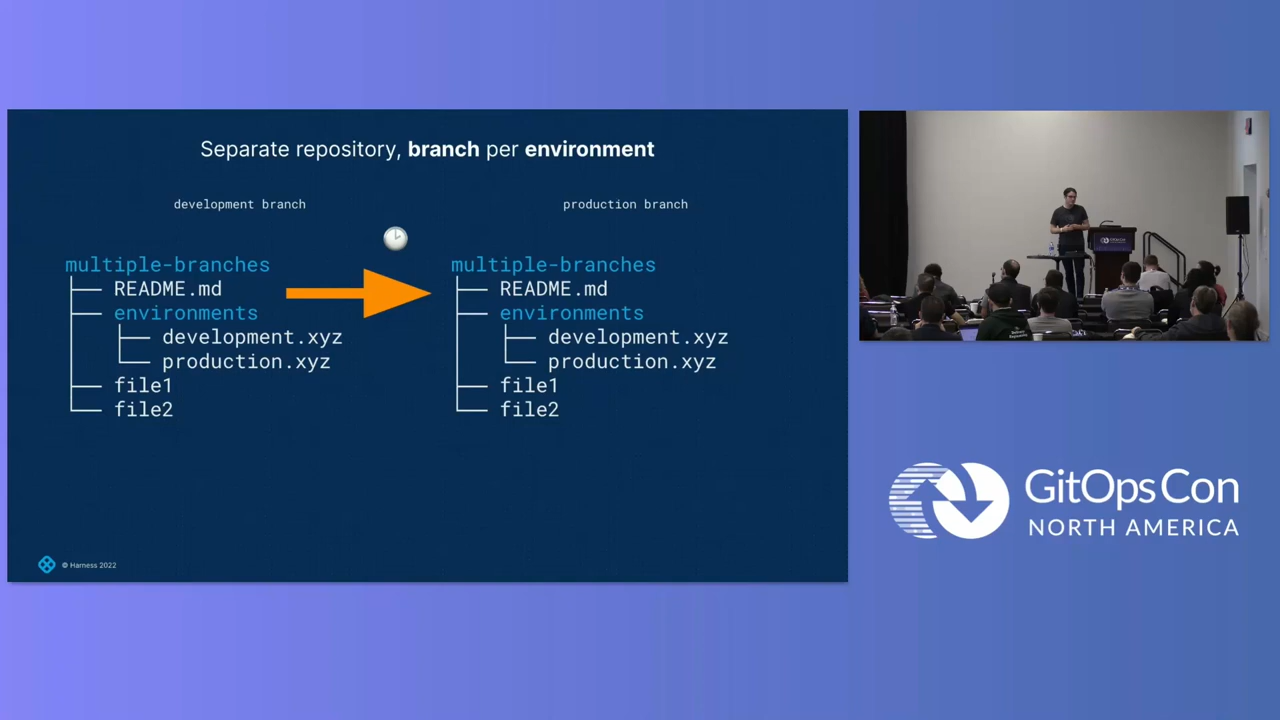 Separate repository, branch per environment
development branch
production branch
multiple-branches
├── README.md
├── environments
│   ├── development.xyz
│   └── production.xyz
├── file1
└── file2
multiple-branches
├── README.md
├── environments
│   ├── development.xyz
│   └── production.xyz
├── file1
└── file2
© Harness 2022
GitOpsCon
NORTH AMERICA